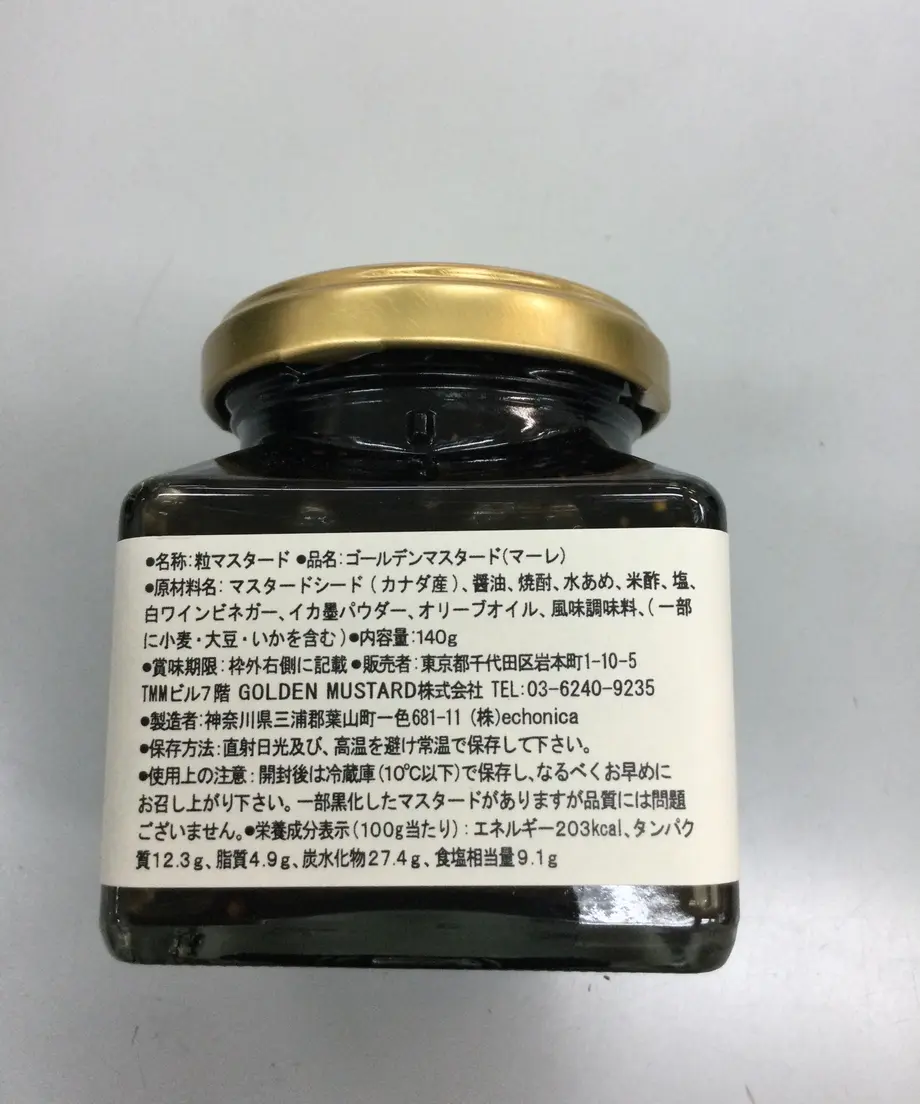 ●名称:粒マスタード ●品名:ゴールデンマスタード(マーレ)
●原材料名: マスタードシード (カナダ産)、醤油、焼酎、水あめ、米酢、塩、
白ワインビネガー、イカ墨パウダー、オリーブオイル、風味調味料、(一部
に小麦・大豆・いかを含む)●内容量:140g
●賞味期限: 枠外右側に記載 ●販売者:東京都千代田区岩本町1-10-5
TMMビル7階 GOLDEN MUSTARD株式会社 TEL:03-6240-9235
●製造者:神奈川県三浦郡葉山町一色681-11 (株)echonica
●保存方法:直射日光及び、高温を避け常温で保存して下さい。
●使用上の注意: 開封後は冷蔵庫(10℃以下)で保存し、なるべくお早めに
お召し上がり下さい。一部黒化したマスタードがありますが品質には問題
ございません。●栄養成分表示(100g当たり): エネルギー203kcal、タンパク
質12.3g、脂質4.9g、炭水化物27.4g、食塩相当量9.1g